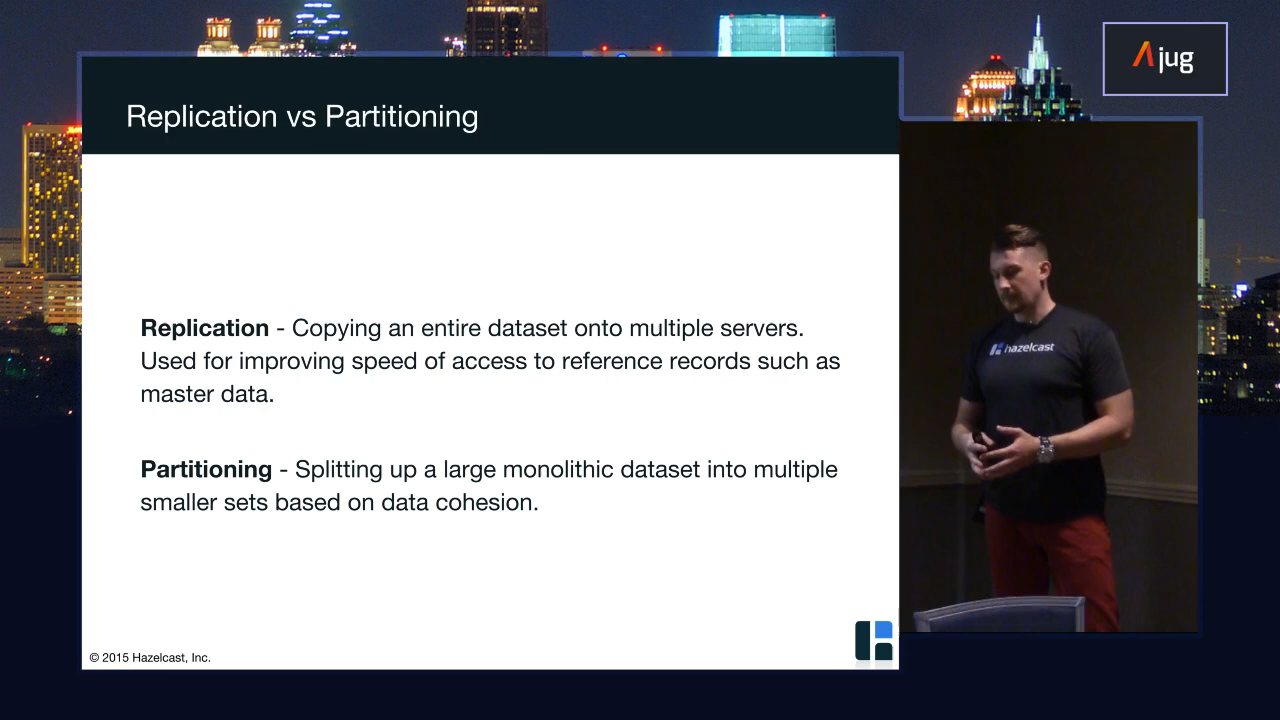 Ajug
Replication vs Partitioning
Replication - Copying an entire dataset onto multiple servers.
Used for improving speed of access to reference records such as
master data.
Partitioning - Splitting up a large monolithic dataset into multiple
smaller sets based on data cohesion.
hazelcast
© 2015 Hazelcast, Inc.